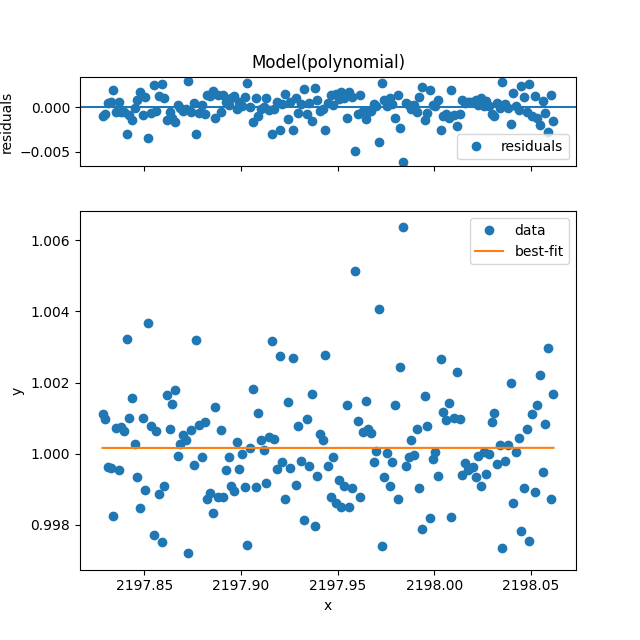 Model(polynomial)
residuals
0.000
−0.005
residuals
y
1.006
1.004
1.002
1.000
0.998
data
best-fit
2197.85
2197.90
2197.95
2198.00
2198.05
x